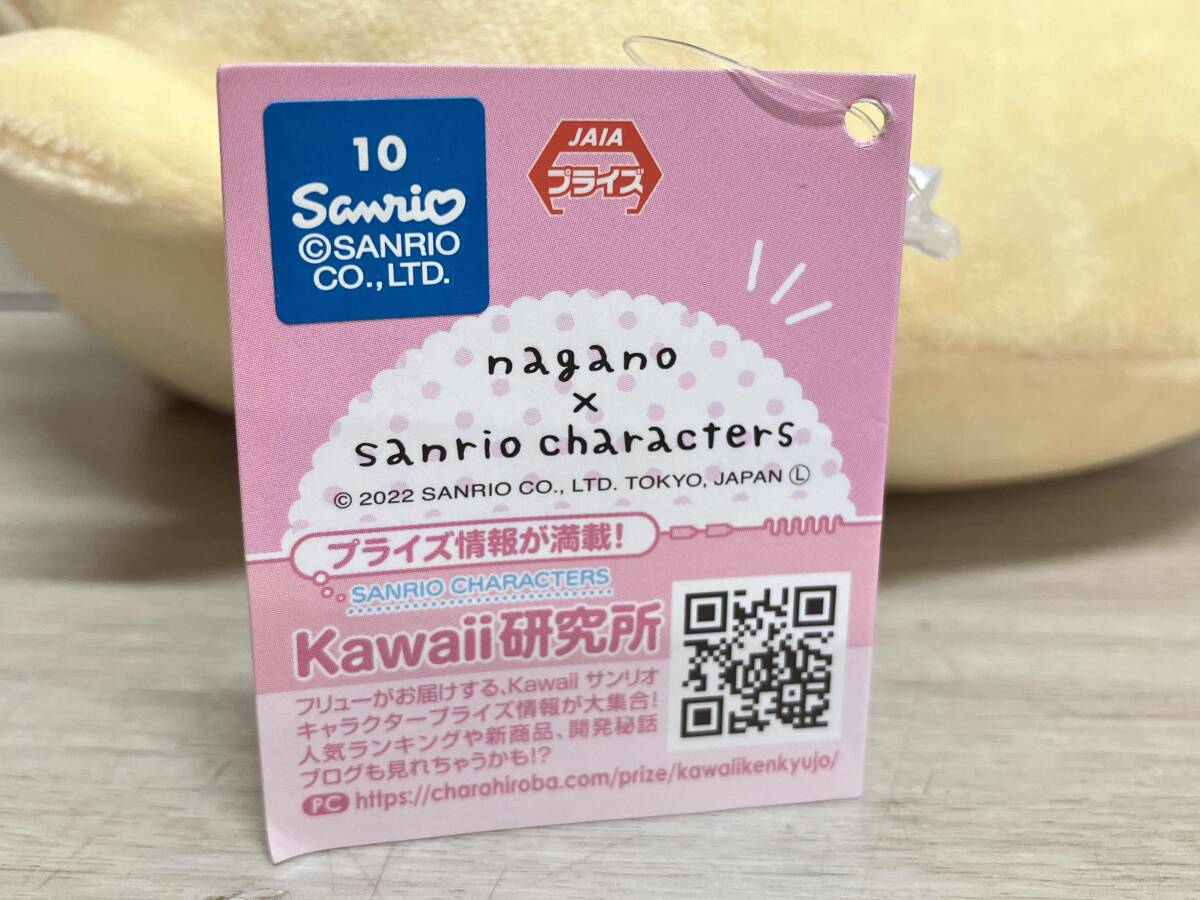 10
Sanrio
©SANRIO
CO.,LTD.
JAIA
プライズ
nagano
×
sanrio characters
© 2022 SANRIO CO., LTD. TOKYO, JAPAN Ⓛ
プライズ情報が満載!
SANRIO CHARACTERS
Kawaii研究所
フリューがお届けする、Kawaii サンリオ
キャラクタープライズ情報が大集合!
人気ランキングや新商品、開発秘話
ブログも見れちゃうかも!?
PC https://charahiroba.com/prize/kawaiikenkyujo/